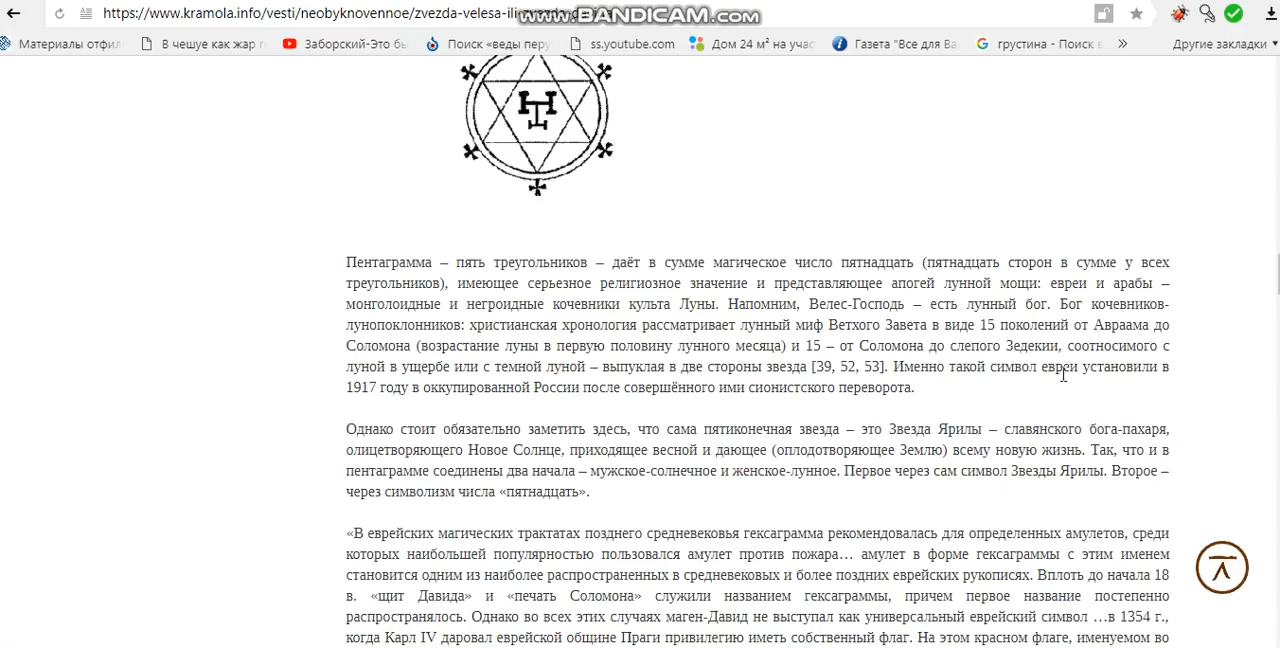 https://www.kramola.info/vesti/neobyknovennoe/zvezda-velesa-ili
www.BANDICAM.com
Материалы отфил
В чешуе как жар г
Заборский-Это бы
Поиск «веды перу
ss.youtube.com
Дом 24 м² на учас
Газета "Все для Ва
грустина - Поиск в
Другие закладки
Пентаграмма – пять треугольников – даёт в сумме магическое число пятнадцать (пятнадцать сторон в сумме у всех
треугольников), имеющее серьезное религиозное значение и представляющее апогей лунной мощи: евреи и арабы –
монголоидные и негроидные кочевники культа Луны. Напомним, Велес-Господь – есть лунный бог. Бог кочевников-
лунопоклонников: христианская хронология рассматривает лунный миф Ветхого Завета в виде 15 поколений от Авраама до
Соломона (возрастание луны в первую половину лунного месяца) и 15 – от Соломона до слепого Зедекии, соотносимого с
луной в ущербе или с темной луной – выпуклая в две стороны звезда [39, 52, 53]. Именно такой символ евреи установили в
1917 году в оккупированной России после совершённого ими сионистского переворота.
Однако стоит обязательно заметить здесь, что сама пятиконечная звезда – это Звезда Ярилы – славянского бога-пахаря,
олицетворяющего Новое Солнце, приходящее весной и дающее (оплодотворяющее Землю) всему новую жизнь. Так, что и в
пентаграмме соединены два начала – мужское-солнечное и женское-лунное. Первое через сам символ Звезды Ярилы. Второе –
через символизм числа «пятнадцать».
«В еврейских магических трактатах позднего средневековья гексаграмма рекомендовалась для определенных амулетов, среди
которых наибольшей популярностью пользовался амулет против пожара… амулет в форме гексаграммы с этим именем
становится одним из наиболее распространенных в средневековых и более поздних еврейских рукописях. Вплоть до начала 18
в. «щит Давида» и «печать Соломона» служили названием гексаграммы, причем первое название постепенно
распространялось. Однако во всех этих случаях маген-Давид не выступал как универсальный еврейский символ …в 1354 г.,
когда Карл IV даровал еврейской общине Праги привилегию иметь собственный флаг. На этом красном флаге, именуемом во